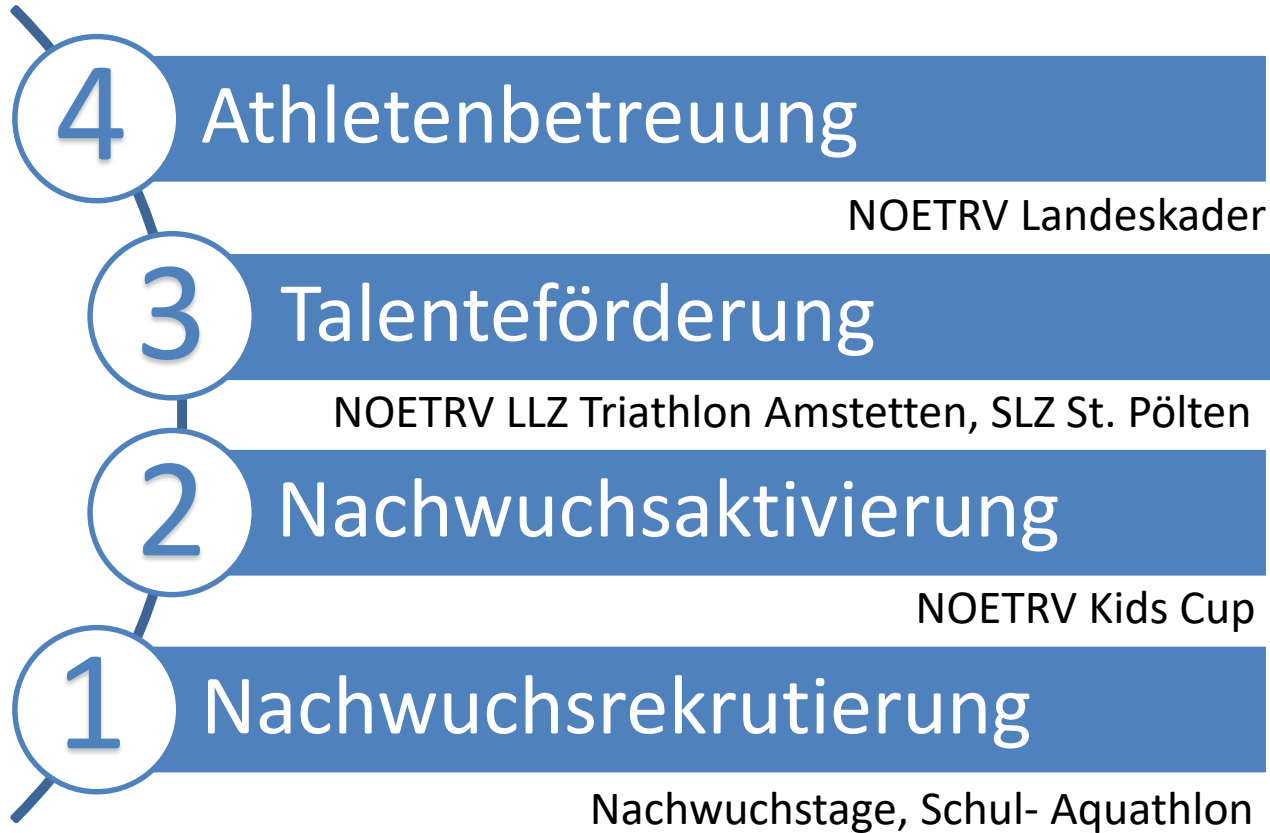 4 Athletenbetreuung
NOETRV Landeskader
3 Talenteförderung
NOETRV LLZ Triathlon Amstetten, SLZ St. Pölten
2 Nachwuchsaktivierung
NOETRV Kids Cup
1 Nachwuchsrekrutierung
Nachwuchstage, Schul- Aquathlon